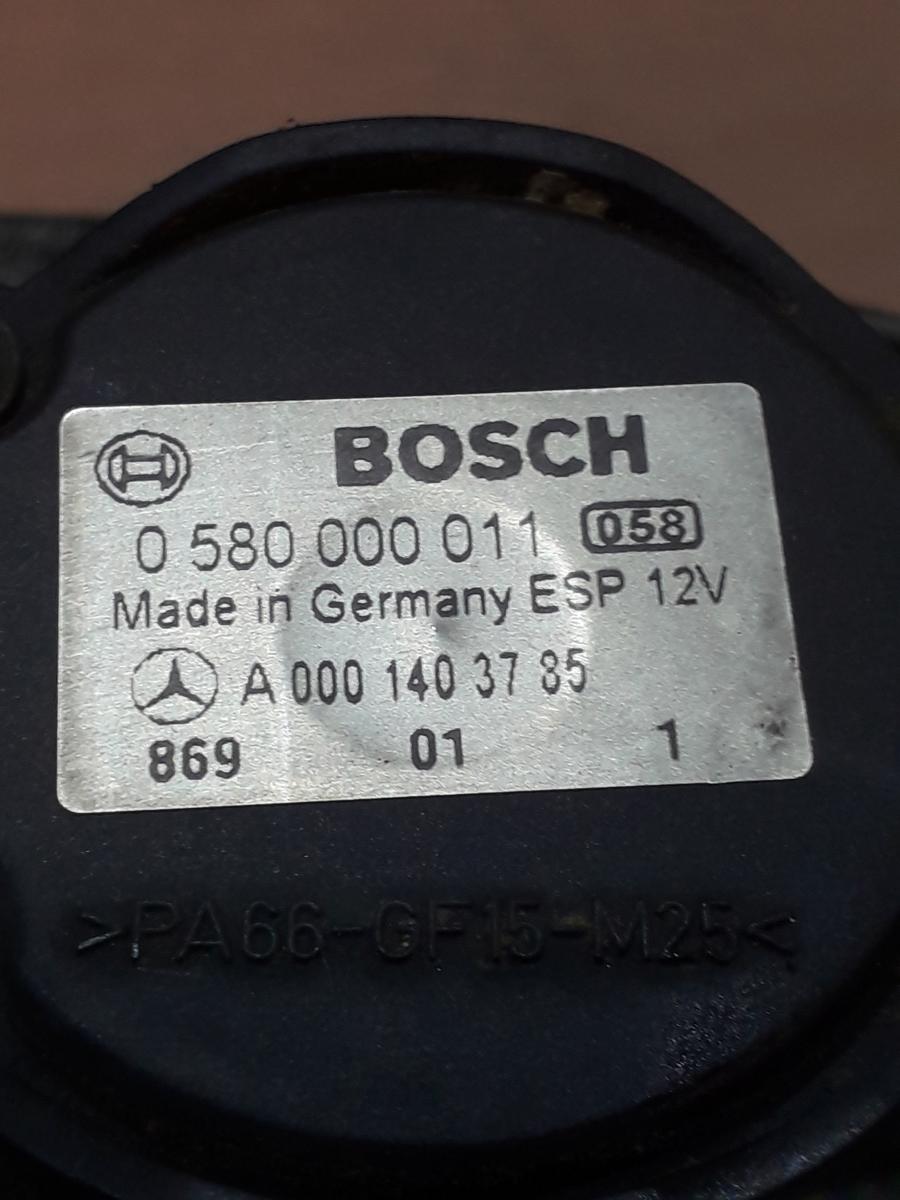 BOSCH
0 580 000 011 058
Made in Germany ESP 12V
A 000 140 37 85
869 01 1
>PA66-GF15-M25<